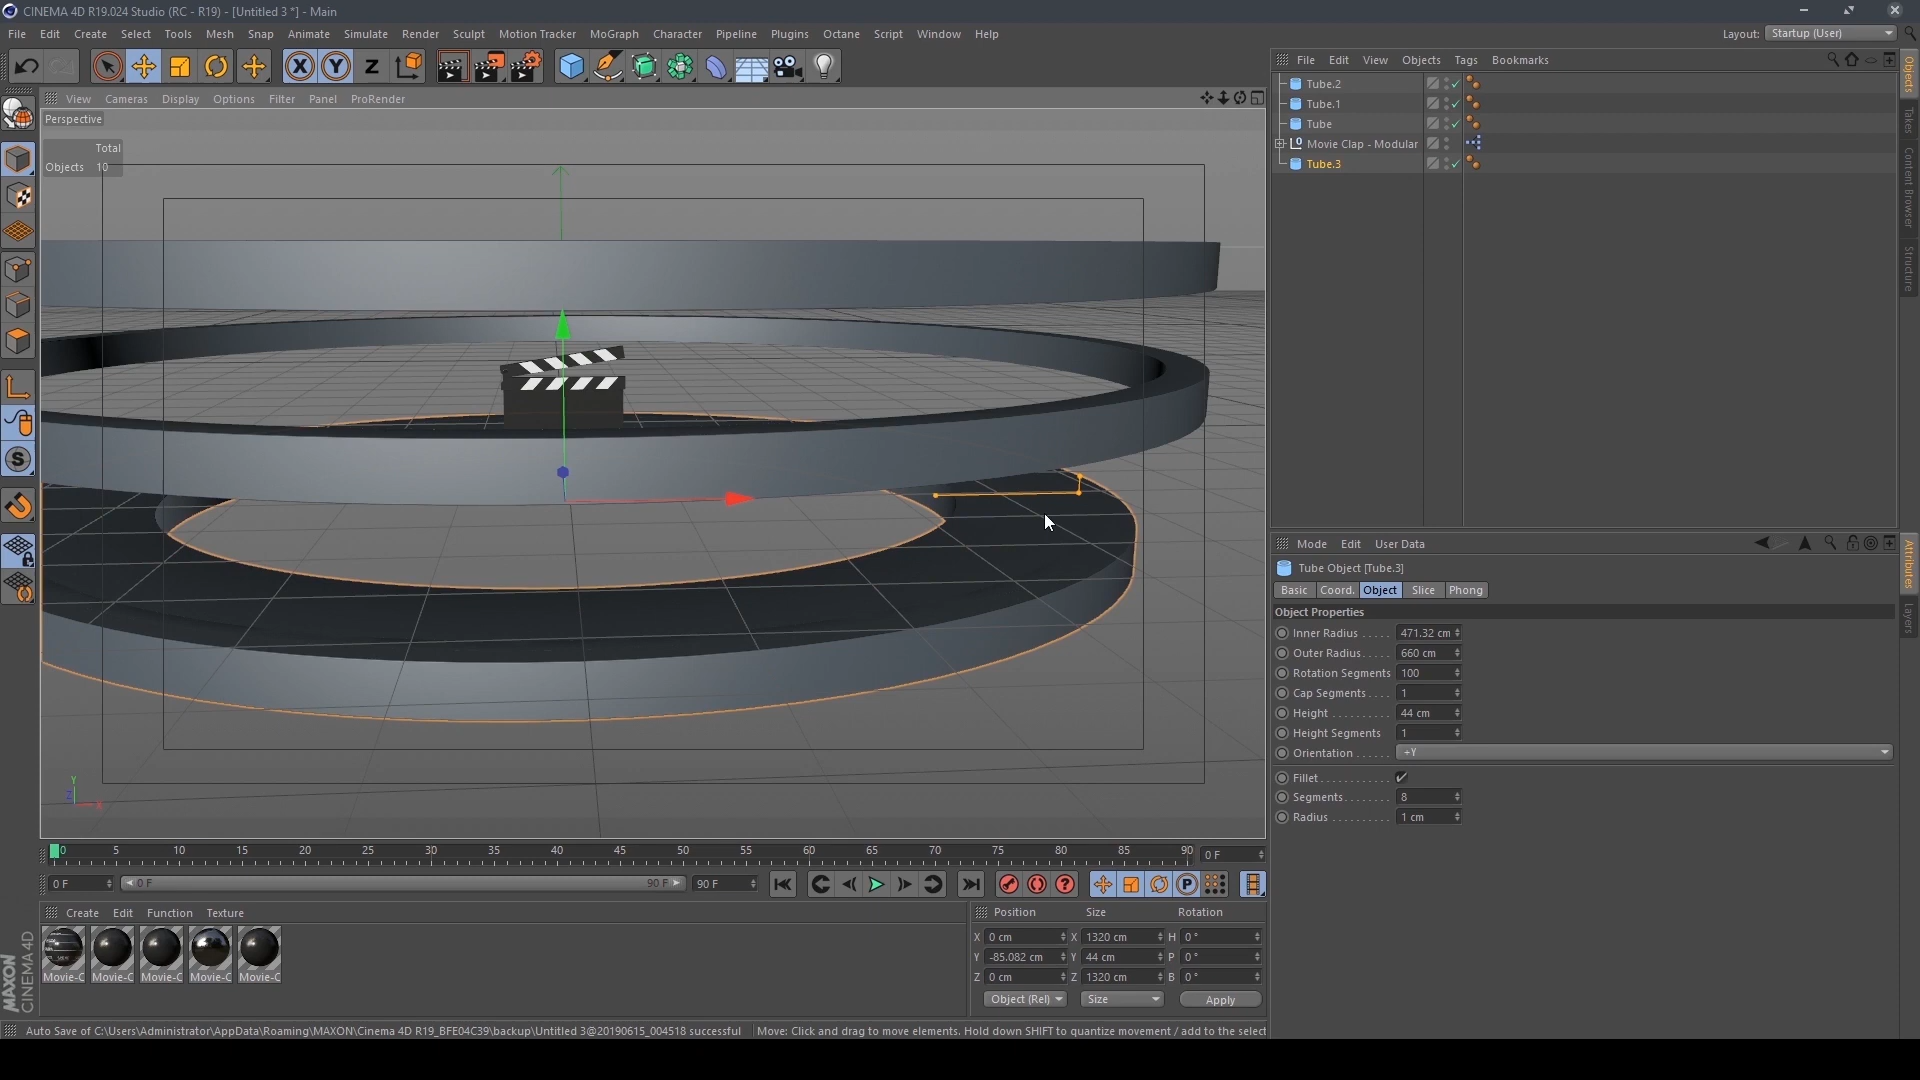 CINEMA 4D R19.024 Studio (RC - R19) - [Untitled 3 *] - Main
File Edit Create Select Tools Mesh Snap Animate Simulate Render Sculpt Motion Tracker MoGraph Character Pipeline Plugins Octane Script Window Help Layout: Startup (User)
View Cameras Display Options Filter Panel ProRender
Perspective
Total
Objects 10
File Edit View Objects Tags Bookmarks
Tube.2
Tube.1
Tube
Movie Clap - Modular
Tube.3
Objects
Takes
Content Browser
Structure
Mode Edit User Data
Tube Object [Tube.3]
Basic Coord. Object Slice Phong
Object Properties
Inner Radius . . . . . 471.32 cm
Outer Radius . . . . . 660 cm
Rotation Segments 100
Cap Segments . . . . 1
Height . . . . . . . . . . 44 cm
Height Segments 1
Orientation . . . . . . . +Y
Fillet . . . . . . . . . . . .
Segments . . . . . . . . 8
Radius . . . . . . . . . . 1 cm
Attributes
Layers
Y
Z X
0 5 10 15 20 25 30 35 40 45 50 55 60 65 70 75 80 85 90 0 F
0 F 0 F 90 F 90 F
Create Edit Function Texture
Movie-C Movie-C Movie-C Movie-C Movie-C
Position Size Rotation
X 0 cm X 1320 cm H 0 °
Y -85.082 cm Y 44 cm P 0 °
Z 0 cm Z 1320 cm B 0 °
Object (Rel) Size Apply
MAXON
CINEMA 4D
Auto Save of C:\Users\Administrator\AppData\Roaming\MAXON\Cinema 4D R19_BFE04C39\backup\Untitled 3@20190615_004518 successful Move: Click and drag to move elements. Hold down SHIFT to quantize movement / add to the select